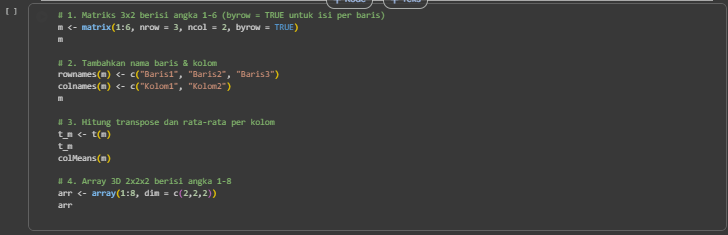 [ ]
# 1. Matriks 3x2 berisi angka 1-6 (byrow = TRUE untuk isi per baris)
m <- matrix(1:6, nrow = 3, ncol = 2, byrow = TRUE)
m
# 2. Tambahkan nama baris & kolom
rownames(m) <- c("Baris1", "Baris2", "Baris3")
colnames(m) <- c("Kolom1", "Kolom2")
m
# 3. Hitung transpose dan rata-rata per kolom
t_m <- t(m)
t_m
colMeans(m)
# 4. Array 3D 2x2x2 berisi angka 1-8
arr <- array(1:8, dim = c(2,2,2))
arr